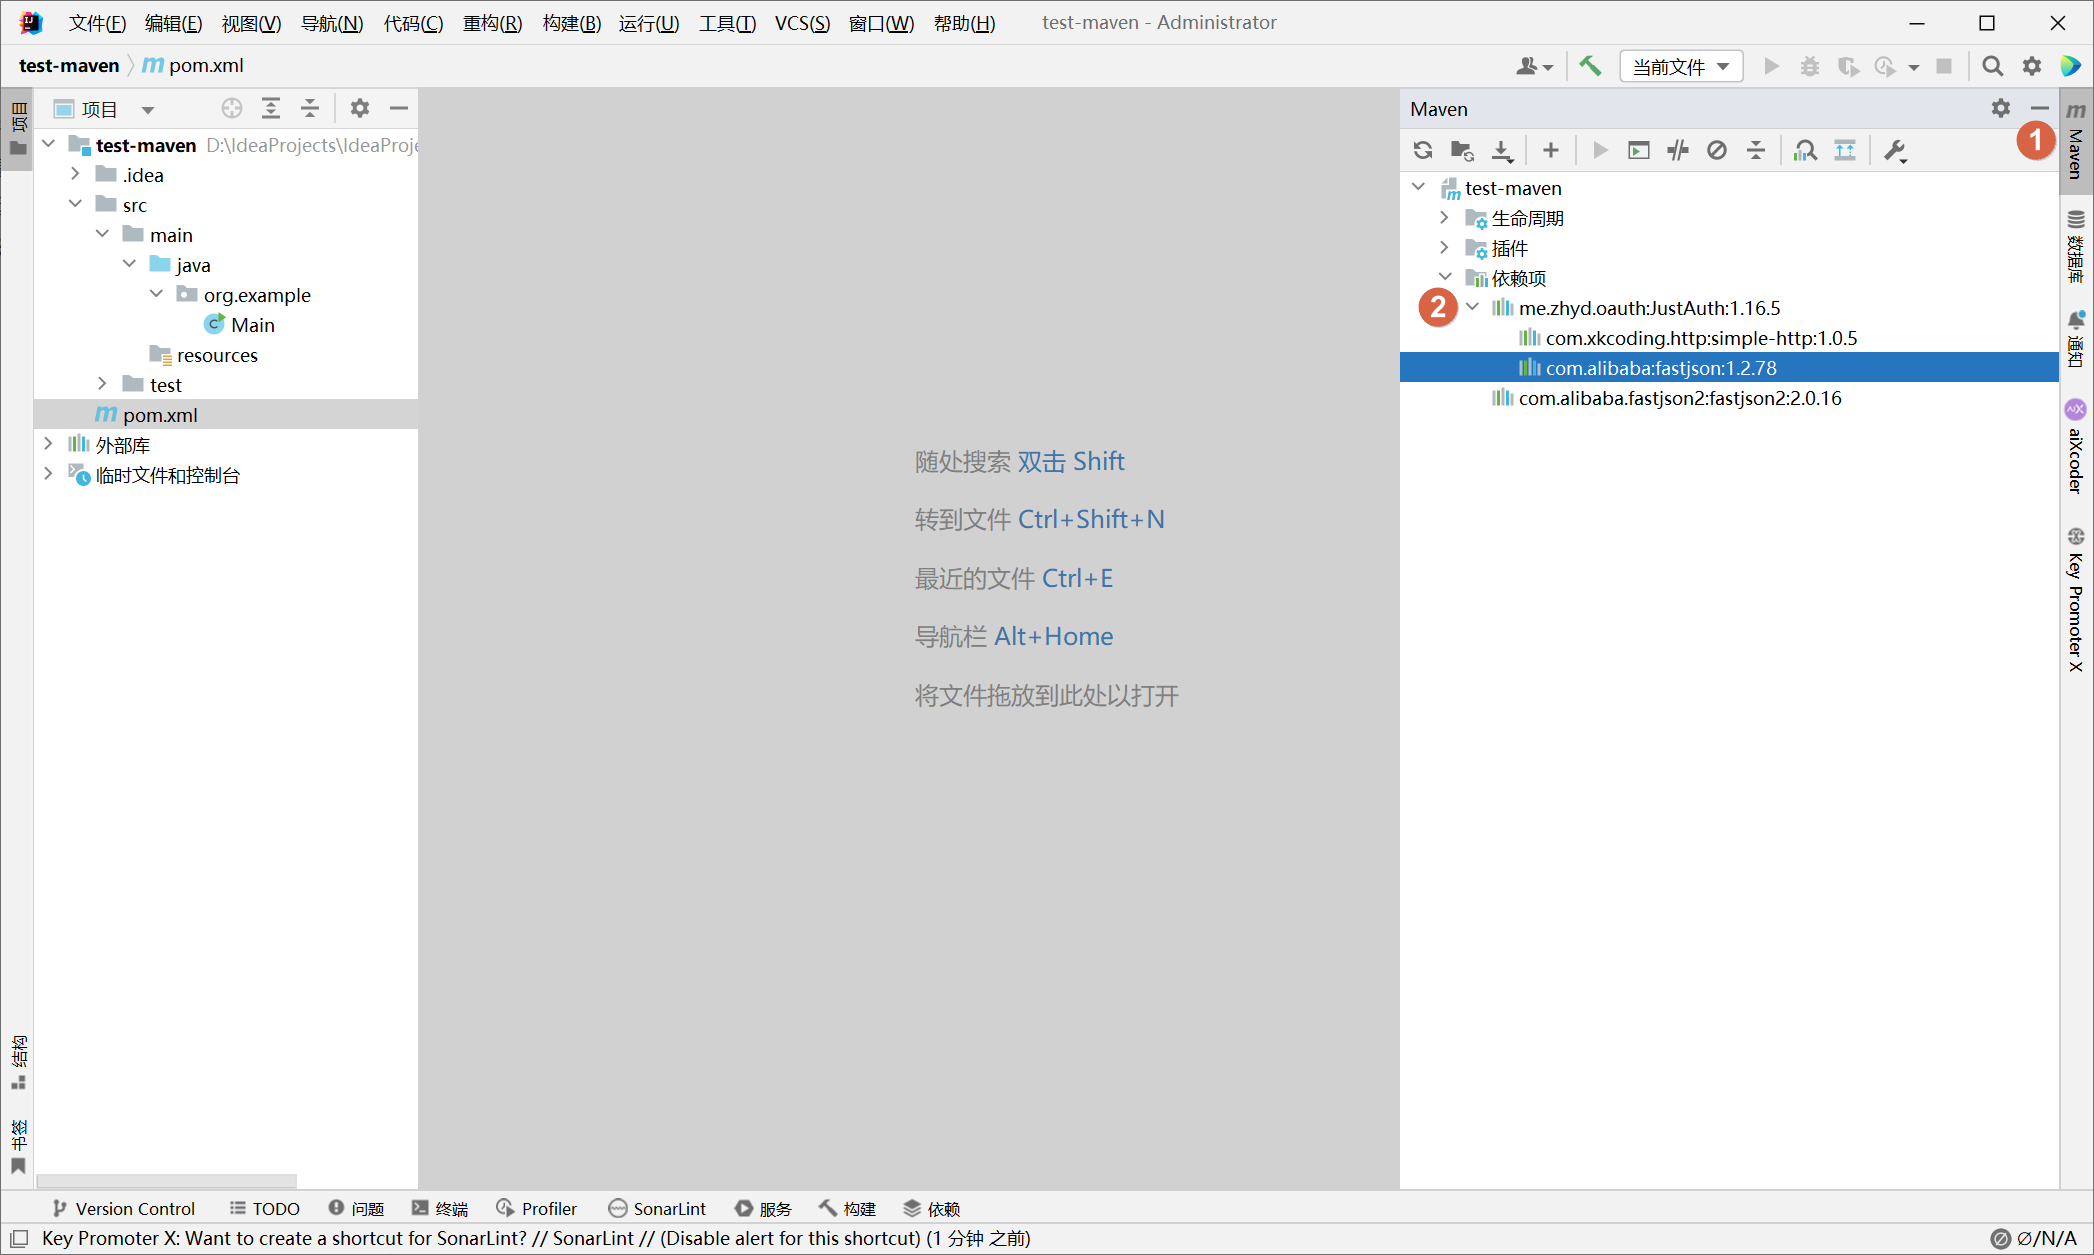 文件(F) 编辑(E) 视图(V) 导航(N) 代码(C) 重构(R) 构建(B) 运行(U) 工具(T) VCS(S) 窗口(W) 帮助(H) test-maven - Administrator
test-maven pom.xml 当前文件
项目
项目
test-maven D:\IdeaProjects\IdeaProje
.idea
src
main
java
org.example
Main
resources
test
pom.xml
外部库
临时文件和控制台
结构
书签
随处搜索 双击 Shift
转到文件 Ctrl+Shift+N
最近的文件 Ctrl+E
导航栏 Alt+Home
将文件拖放到此处以打开
Maven
1
test-maven
生命周期
插件
依赖项
2
me.zhyd.oauth:JustAuth:1.16.5
com.xkcoding.http:simple-http:1.0.5
com.alibaba:fastjson:1.2.78
com.alibaba.fastjson2:fastjson2:2.0.16
Maven
数据库
通知
aiXcoder
Key Promoter X
Version Control TODO 问题 终端 Profiler SonarLint 服务 构建 依赖
Key Promoter X: Want to create a shortcut for SonarLint? // SonarLint // (Disable alert for this shortcut) (1 分钟 之前) ∅/N/A